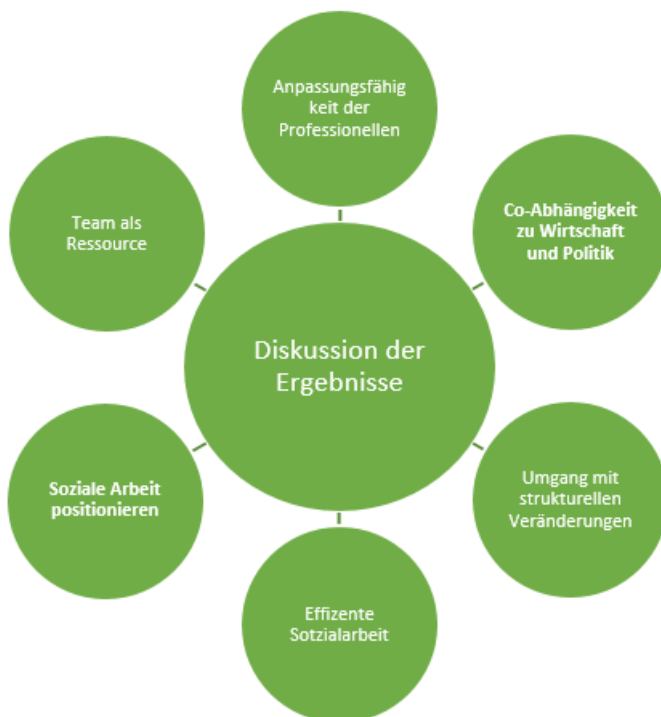 Anpassungsfähig
keit der
Professionellen
Co-Abhängigkeit
zu Wirtschaft
und Politik
Team als
Ressource
Diskussion der
Ergebnisse
Soziale Arbeit
positionieren
Umgang mit
strukturellen
Veränderungen
Effizente
Sotzialarbeit